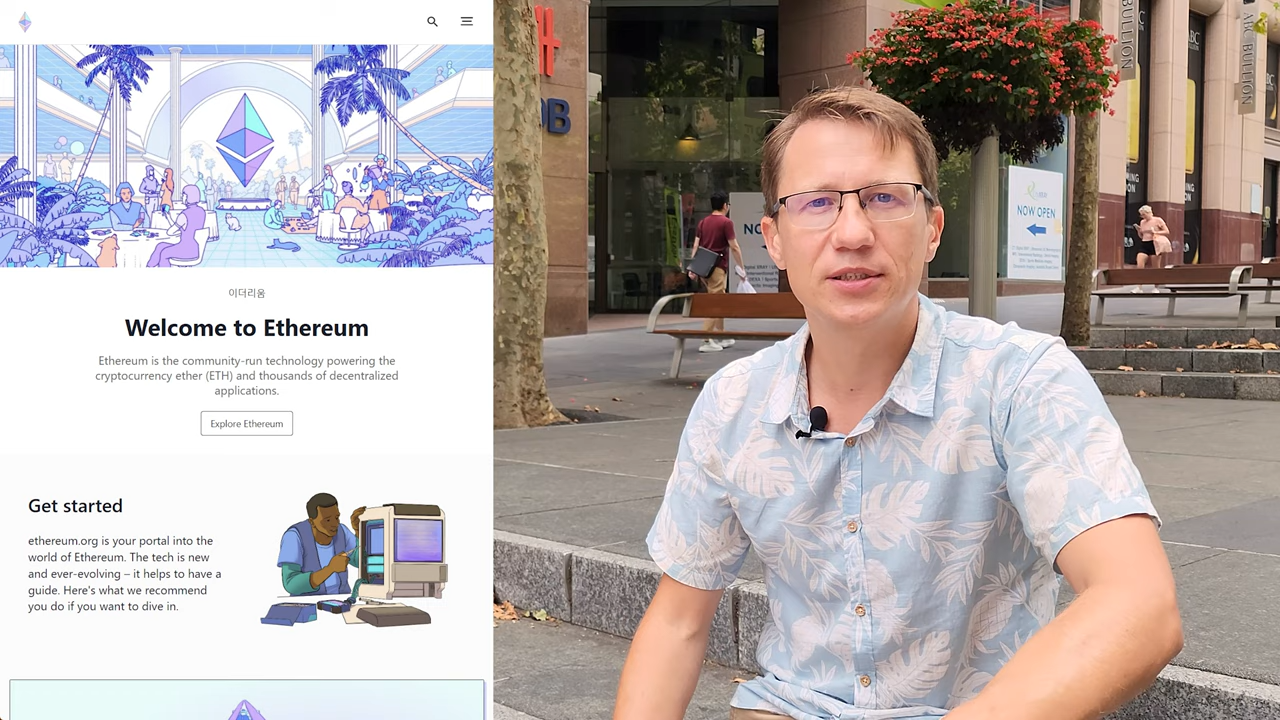 이더리움
Welcome to Ethereum
Ethereum is the community-run technology powering the
cryptocurrency ether (ETH) and thousands of decentralized
applications.
Explore Ethereum
Get started
ethereum.org is your portal into the
world of Ethereum. The tech is new
and ever-evolving – it helps to have a
guide. Here's what we recommend
you do if you want to dive in.
NOW OPEN
BULLION
ABC BULLION